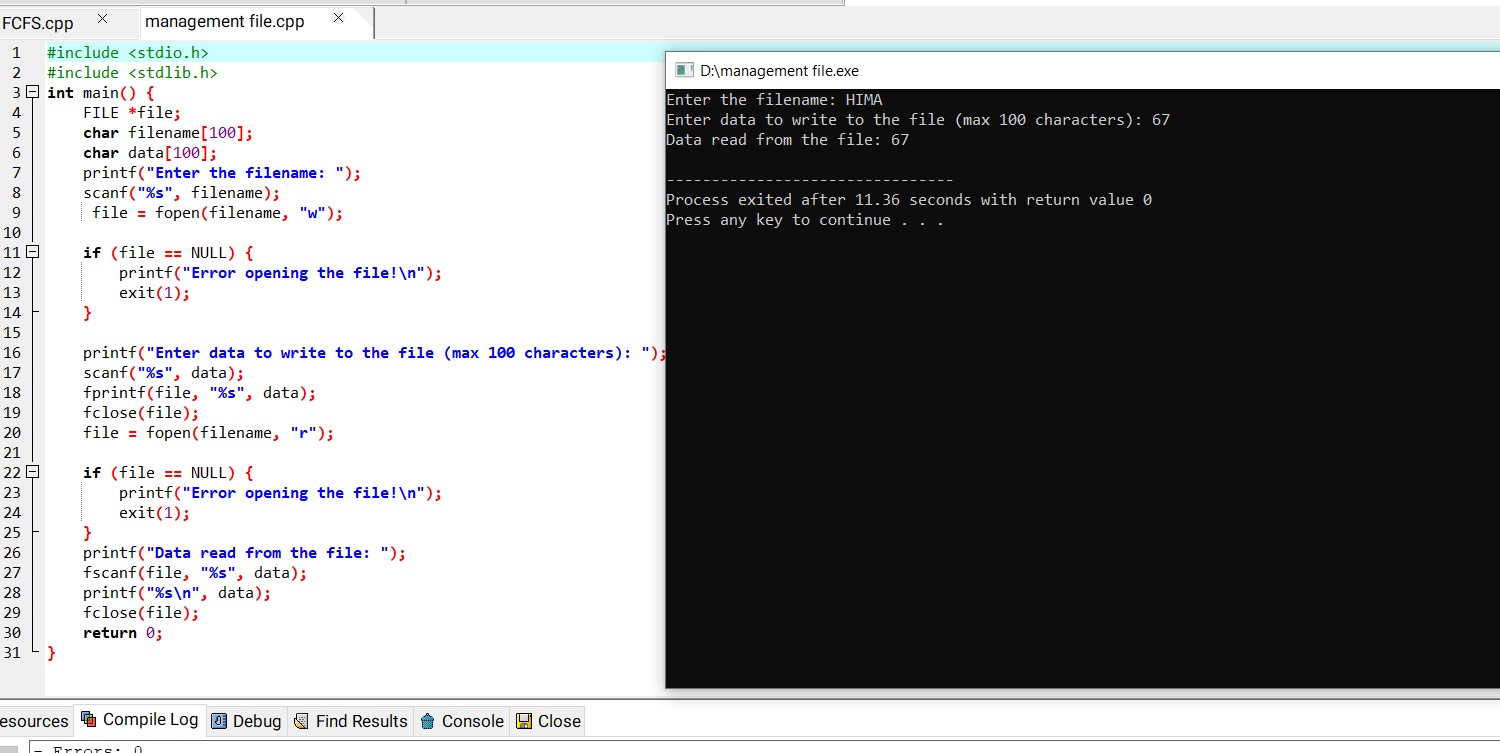 FCFS.cpp management file.cpp
1 #include <stdio.h>
2 #include <stdlib.h>
3 int main() {
4 FILE *file;
5 char filename[100];
6 char data[100];
7 printf("Enter the filename: ");
8 scanf("%s", filename);
9 file = fopen(filename, "w");
10
11 if (file == NULL) {
12 printf("Error opening the file!\n");
13 exit(1);
14 }
15
16 printf("Enter data to write to the file (max 100 characters): ");
17 scanf("%s", data);
18 fprintf(file, "%s", data);
19 fclose(file);
20 file = fopen(filename, "r");
21
22 if (file == NULL) {
23 printf("Error opening the file!\n");
24 exit(1);
25 }
26 printf("Data read from the file: ");
27 fscanf(file, "%s", data);
28 printf("%s\n", data);
29 fclose(file);
30 return 0;
31 }
D:\management file.exe
Enter the filename: HIMA
Enter data to write to the file (max 100 characters): 67
Data read from the file: 67
--------------------------------
Process exited after 11.36 seconds with return value 0
Press any key to continue . . .
esources Compile Log Debug Find Results Console Close
- Errors: 0